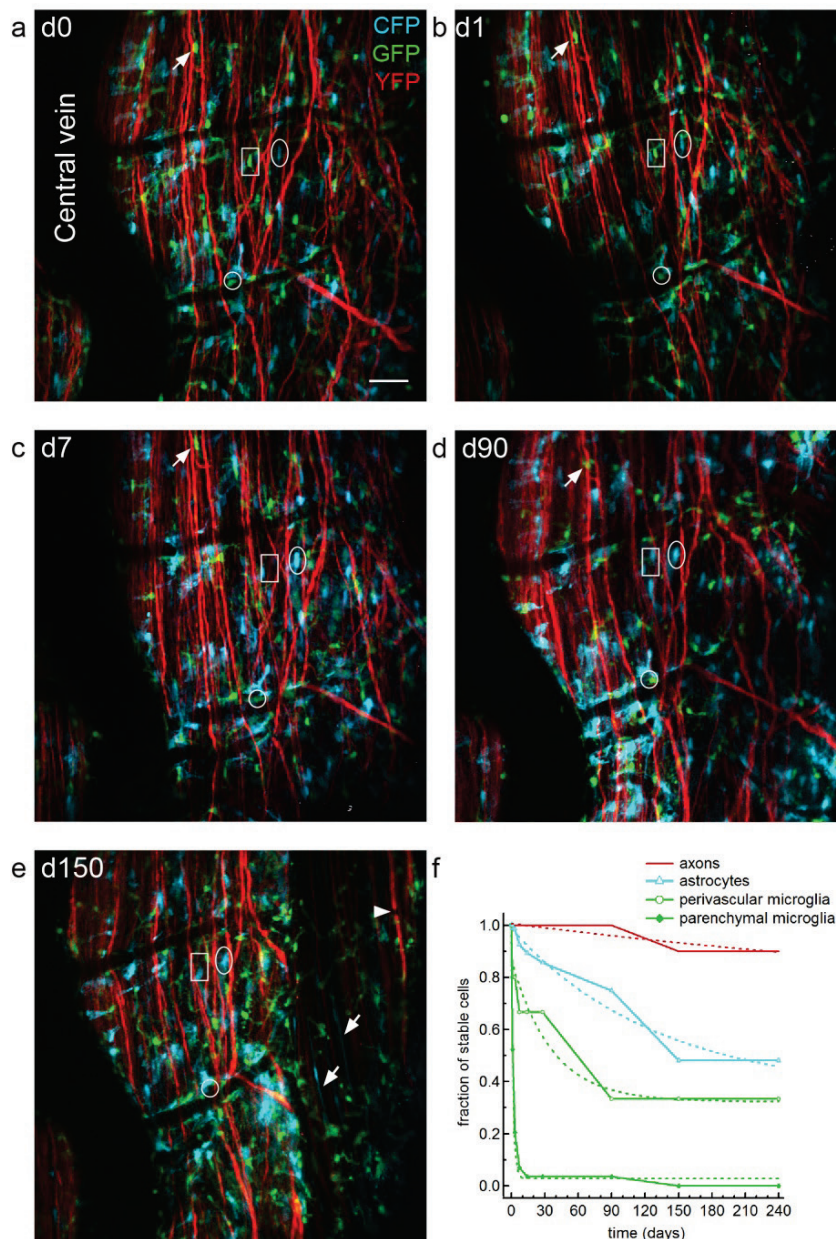 a d0
CFP
GFP
YFP
Central vein
b d1
c d7
d d90
e d150
f
axons
astrocytes
perivascular microglia
parenchymal microglia
fraction of stable cells
1.0
0.8
0.6
0.4
0.2
0.0
0 30 60 90 120 150 180 210 240
time (days)